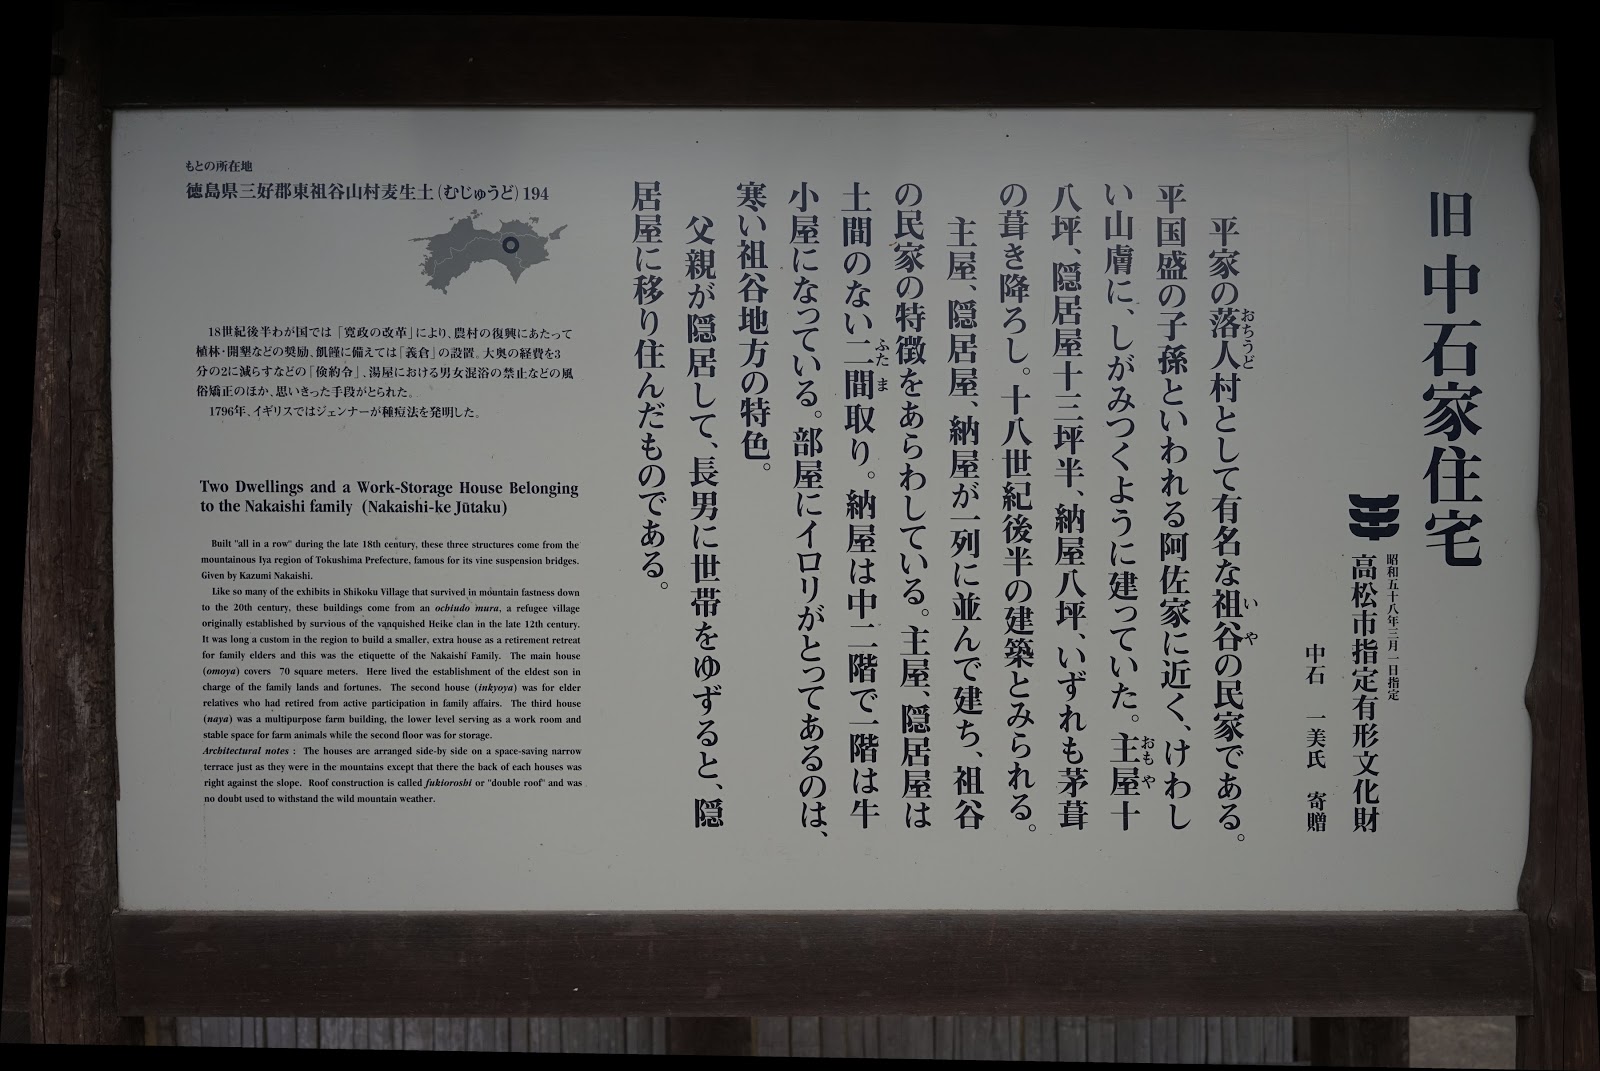 旧中石家住宅
昭和五十八年三月一日指定
高松市指定有形文化財
中石 一美氏 寄贈
平家の落人村として有名な祖谷の民家である。
おちうど いや
平国盛の子孫といわれる阿佐家に近く、けわし
い山膚に、しがみつくように建っていた。主屋十
おもや
八坪、隠居屋十三坪半、納屋八坪、いずれも茅葺
の葺き降ろし。十八世紀後半の建築とみられる。
主屋、隠居屋、納屋が一列に並んで建ち、祖谷
の民家の特徴をあらわしている。主屋、隠居屋は
土間のない二間取り。納屋は中二階で一階は牛
ふたま
小屋になっている。部屋にイロリがとってあるのは、
寒い祖谷地方の特色。
父親が隠居して、長男に世帯をゆずると、隠
居屋に移り住んだものである。
もとの所在地
徳島県三好郡東祖谷山村麦生土(むじゅうど)194
18世紀後半わが国では「寛政の改革」により、農村の復興にあたって
植林・開墾などの奨励、飢饉に備えては「義倉」の設置。大奥の経費を3
分の2に減らすなどの「倹約令」、湯屋における男女混浴の禁止などの風
俗矯正のほか、思いきった手段がとられた。
1796年、イギリスではジェンナーが種痘法を発明した。
Two Dwellings and a Work-Storage House Belonging
to the Nakaishi family (Nakaishi-ke Jūtaku)
Built "all in a row" during the late 18th century, these three structures come from the
mountainous Iya region of Tokushima Prefecture, famous for its vine suspension bridges.
Given by Kazumi Nakaishi.
Like so many of the exhibits in Shikoku Village that survived in mountain fastness down
to the 20th century, these buildings come from an ochiudo mura, a refugee village
originally established by survious of the vanquished Heike clan in the late 12th century.
It was long a custom in the region to build a smaller, extra house as a retirement retreat
for family elders and this was the etiquette of the Nakaishi Family. The main house
(omoya) covers 70 square meters. Here lived the establishment of the eldest son in
charge of the family lands and fortunes. The second house (inkyoya) was for elder
relatives who had retired from active participation in family affairs. The third house
(naya) was a multipurpose farm building, the lower level serving as a work room and
stable space for farm animals while the second floor was for storage.
Architectural notes : The houses are arranged side-by side on a space-saving narrow
terrace just as they were in the mountains except that there the back of each houses was
right against the slope. Roof construction is called fukioroshi or "double roof" and was
no doubt used to withstand the wild mountain weather.